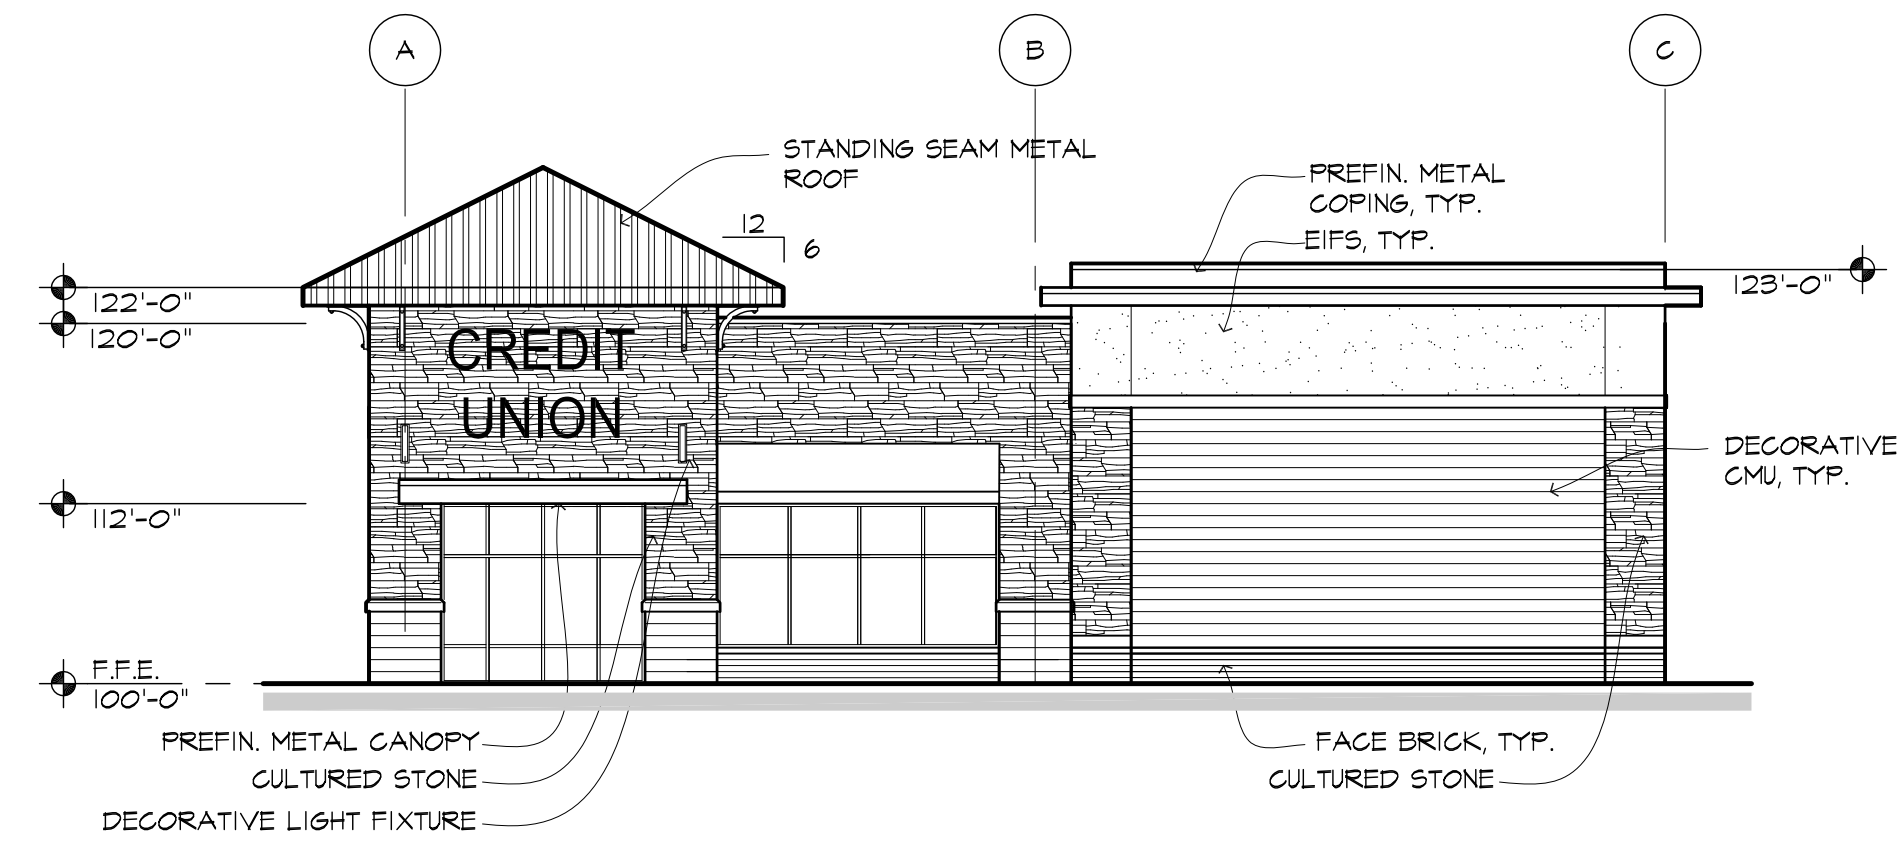 A
B
C
STANDING SEAM METAL
ROOF
12
6
PREFIN. METAL
COPING, TYP.
EIFS, TYP.
122'-0"
120'-0"
123'-0"
CREDIT
UNION
DECORATIVE
CMU, TYP.
112'-0"
F.F.E.
100'-0"
PREFIN. METAL CANOPY
CULTURED STONE
DECORATIVE LIGHT FIXTURE
FACE BRICK, TYP.
CULTURED STONE